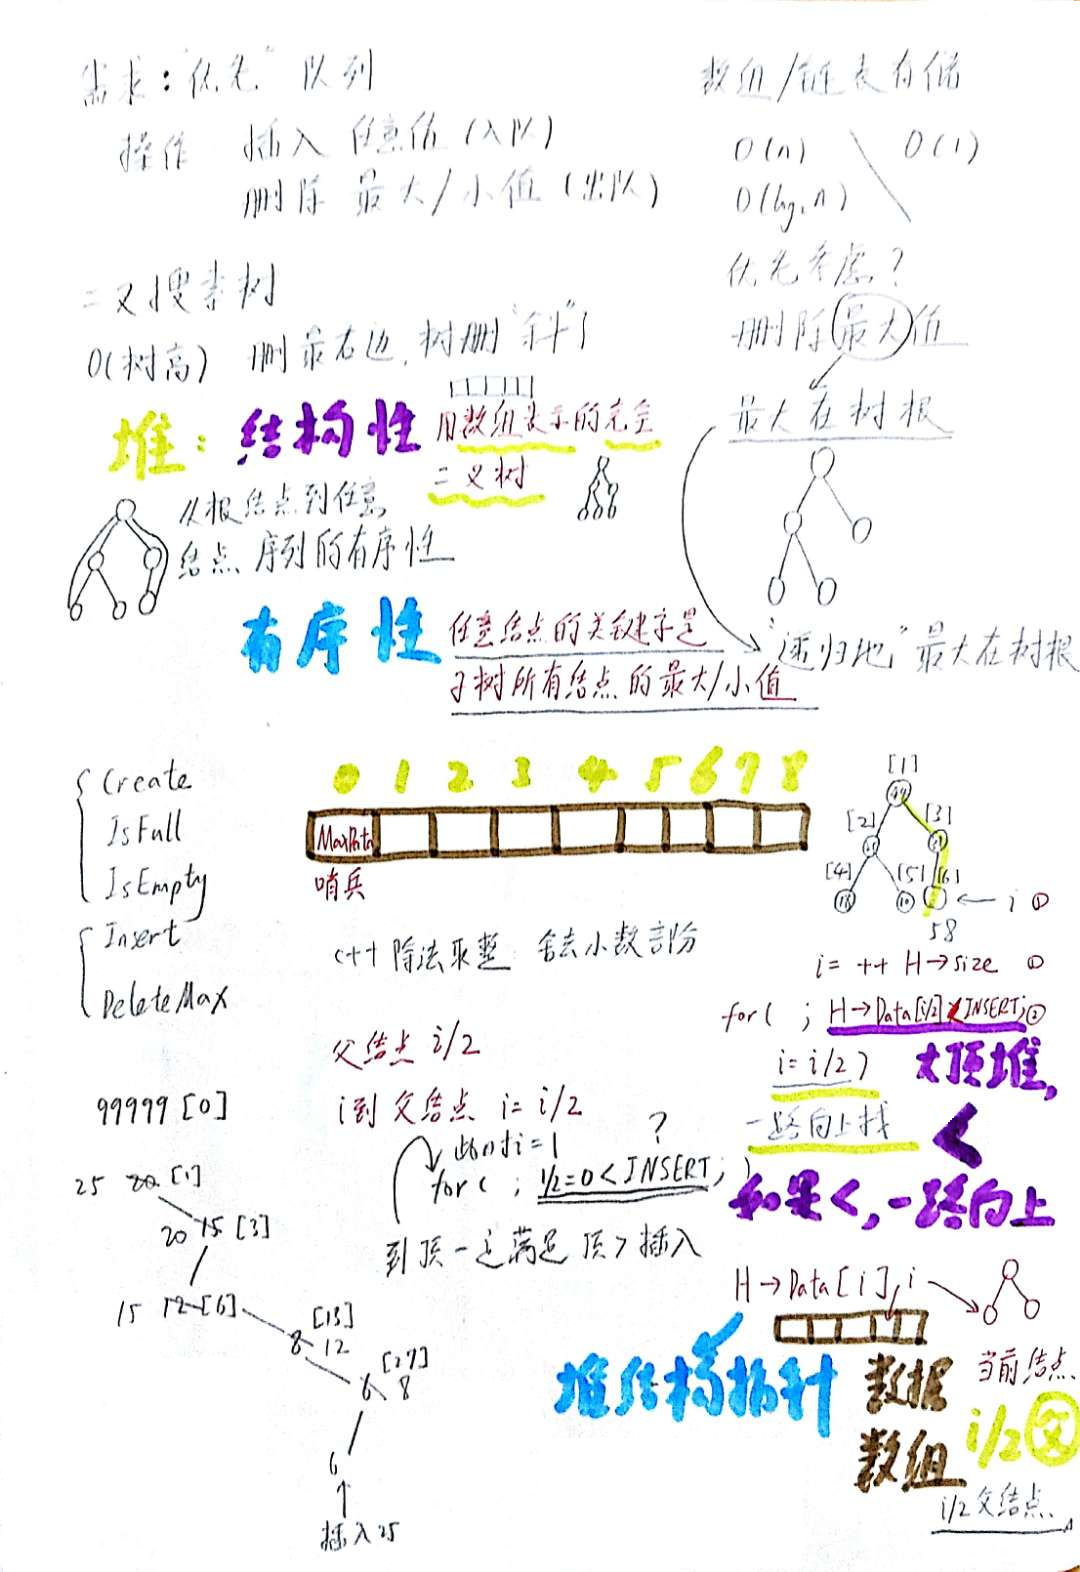 需求："优先" 队列
操作 插入 任意值 (入队)
删除 最大/小值 (出队)
数组/链表存储
O(n) O(1)
O(log₂n)
优先考虑?
删除最大值
最大在树根
二叉搜索树
O(树高) 删最右边,树删"斜"了
堆: 结构性 用数组表示的完全
二叉树
从根结点到任意
结点 序列的有序性
有序性 任意结点的关键字是
子树所有结点的最大/小值
"递归地"最大在树根
Create
IsFull
IsEmpty
Insert
DeleteMax
0 1 2 3 4 5 6 7 8
MaxData
哨兵
[1]
44
[2] [3]
[4] [5] [6]
18 10
i ①
58
c++ 除法取整 舍去小数部分
i = ++ H→size ①
for( ; H→Data[i/2] < INSERT; ②
i = i/2)
大顶堆,
一路向上找 <
如果<,一路向上
父结点 i/2
i到父结点 i = i/2
此时i=1 ?
for( ; 1/2=0 < INSERT; )
到顶一定满足 顶>插入
99999 [0]
25 20 [1]
20 15 [3]
15 12 [6]
[13]
8 12
[27]
6 8
6
插入25
H→Data[i], i
堆结构指针
数据
数组
当前结点
i/2 父
i/2父结点